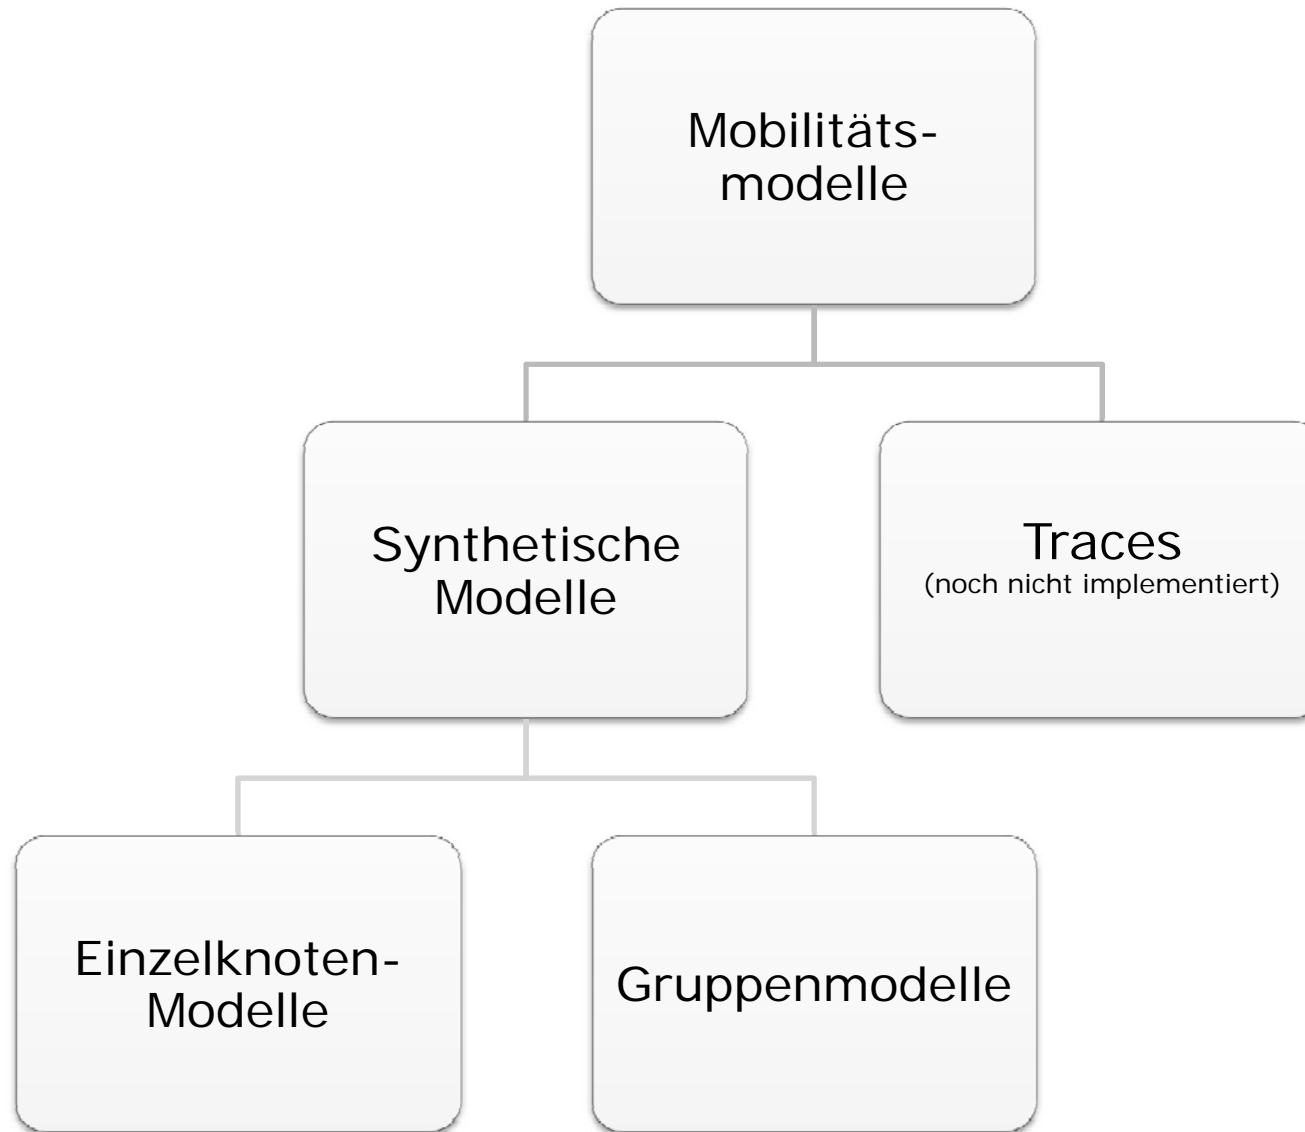 Mobilitäts-
modelle
Synthetische
Modelle
Traces
(noch nicht implementiert)
Einzelknoten-
Modelle
Gruppenmodelle